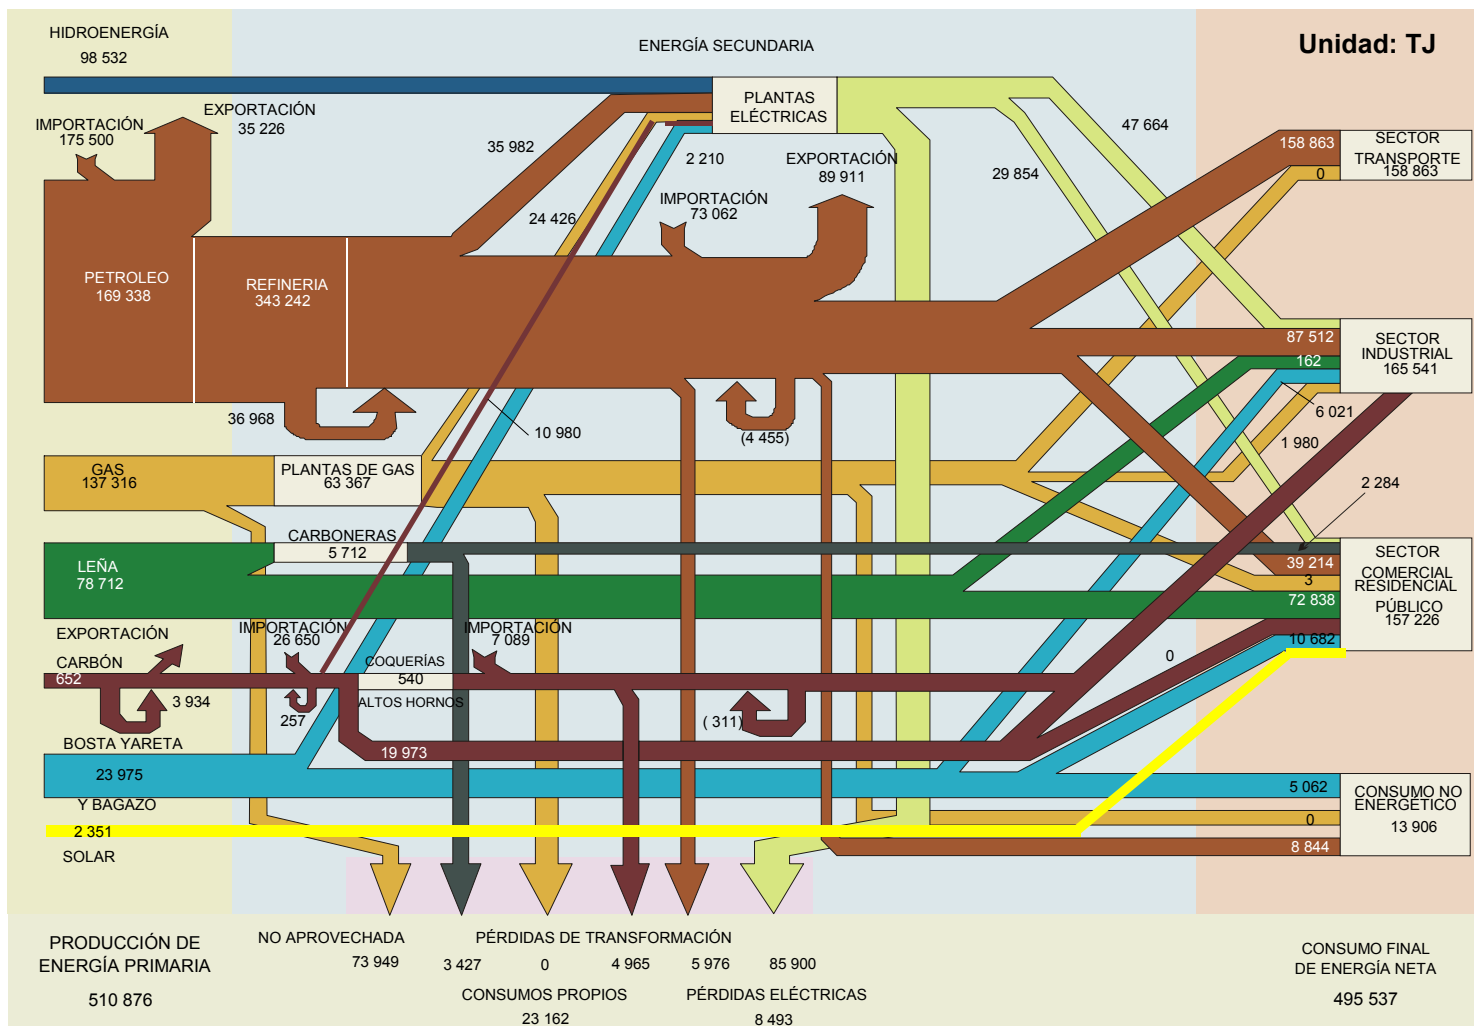 HIDROENERGÍA
98 532
ENERGÍA SECUNDARIA
Unidad: TJ
EXPORTACIÓN
35 226
IMPORTACIÓN
175 500
PLANTAS
ELÉCTRICAS
47 664
35 982
2 210
EXPORTACIÓN
89 911
29 854
158 863
0
SECTOR
TRANSPORTE
158 863
IMPORTACIÓN
73 062
24 426
PETROLEO
169 338
REFINERIA
343 242
87 512
162
SECTOR
INDUSTRIAL
165 541
36 968
10 980
(4 455)
6 021
1 980
GAS
137 316
PLANTAS DE GAS
63 367
2 284
CARBONERAS
5 712
LEÑA
78 712
39 214
3
72 838
10 682
SECTOR
COMERCIAL
RESIDENCIAL
PÚBLICO
157 226
EXPORTACIÓN
IMPORTACIÓN
26 650
IMPORTACIÓN
7 089
0
CARBÓN
652
COQUERÍAS
540
ALTOS HORNOS
3 934
257
( 311)
19 973
BOSTA YARETA
23 975
Y BAGAZO
5 062
0
8 844
CONSUMO NO
ENERGÉTICO
13 906
2 351
SOLAR
PRODUCCIÓN DE
ENERGÍA PRIMARIA
510 876
NO APROVECHADA
73 949
PÉRDIDAS DE TRANSFORMACIÓN
3 427
0
4 965
5 976
85 900
CONSUMOS PROPIOS
23 162
PÉRDIDAS ELÉCTRICAS
8 493
CONSUMO FINAL
DE ENERGÍA NETA
495 537